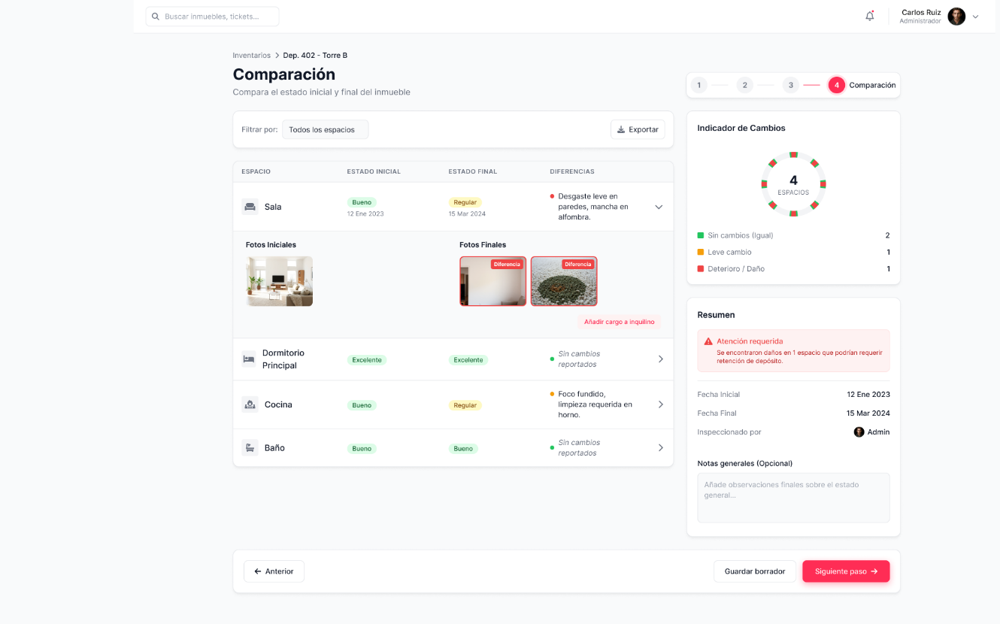 Buscar inmuebles, tickets...
Carlos Ruiz
Administrador
Inventarios > Dep. 402 - Torre B
Comparación
Compara el estado inicial y final del inmueble
1 2 3 4 Comparación
Filtrar por: Todos los espacios Exportar
ESPACIO ESTADO INICIAL ESTADO FINAL DIFERENCIAS
Sala
Bueno
12 Ene 2023
Regular
15 Mar 2024
Desgaste leve en
paredes, mancha en
alfombra.
Fotos Iniciales
Fotos Finales
Diferencia
Diferencia
Añadir cargo a inquilino
Dormitorio
Principal
Excelente
Excelente
Sin cambios
reportados
Cocina
Bueno
Regular
Foco fundido,
limpieza requerida en
horno.
Baño
Bueno
Bueno
Sin cambios
reportados
Indicador de Cambios
4
ESPACIOS
Sin cambios (Igual) 2
Leve cambio 1
Deterioro / Daño 1
Resumen
Atención requerida
Se encontraron daños en 1 espacio que podrían requerir
retención de depósito.
Fecha Inicial 12 Ene 2023
Fecha Final 15 Mar 2024
Inspeccionado por Admin
Notas generales (Opcional)
Añade observaciones finales sobre el estado
general...
← Anterior
Guardar borrador
Siguiente paso →